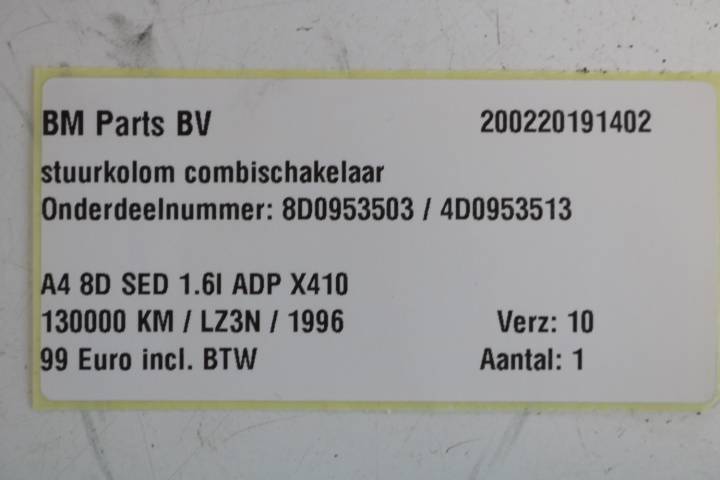 BM Parts BV 200220191402
stuurkolom combischakelaar
Onderdeelnummer: 8D0953503 / 4D0953513
A4 8D SED 1.6I ADP X410
130000 KM / LZ3N / 1996 Verz: 10
99 Euro incl. BTW Aantal: 1